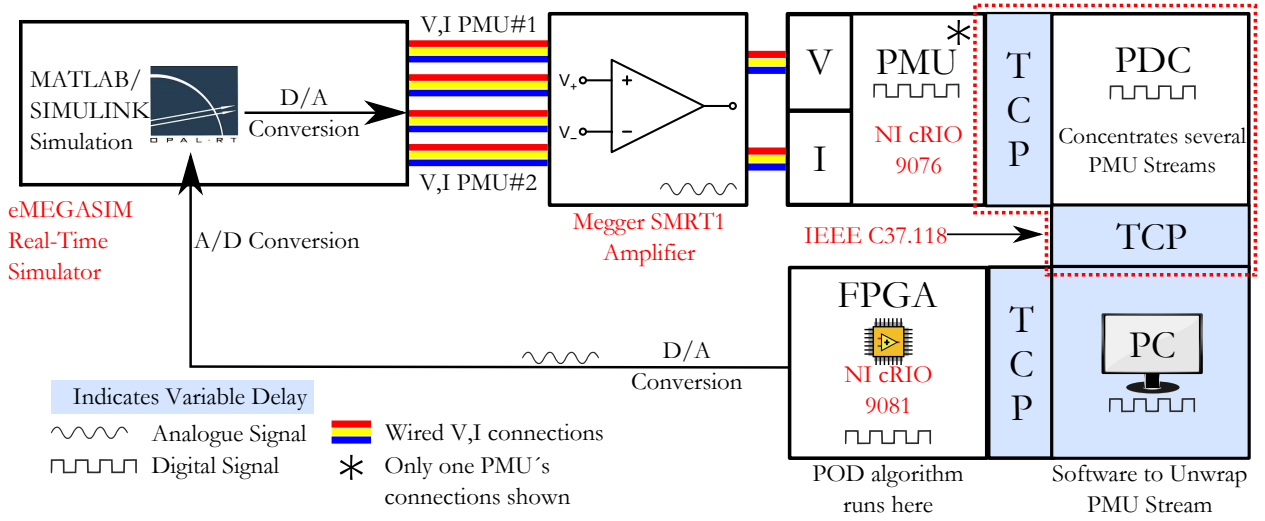 V,I PMU#1
MATLAB/
SIMULINK
Simulation
OPAL-RT
D/A
Conversion
V,I PMU#2
eMEGASIM
Real-Time
Simulator
A/D Conversion
V+
V-
+
−
Megger SMRT1
Amplifier
V
I
PMU
*
NI cRIO
9076
TCP
PDC
Concentrates several
PMU Streams
IEEE C37.118
TCP
FPGA
NI cRIO
9081
POD algorithm
runs here
TCP
PC
Software to Unwrap
PMU Stream
D/A
Conversion
Indicates Variable Delay
Analogue Signal
Digital Signal
Wired V,I connections
* Only one PMU´s
connections shown